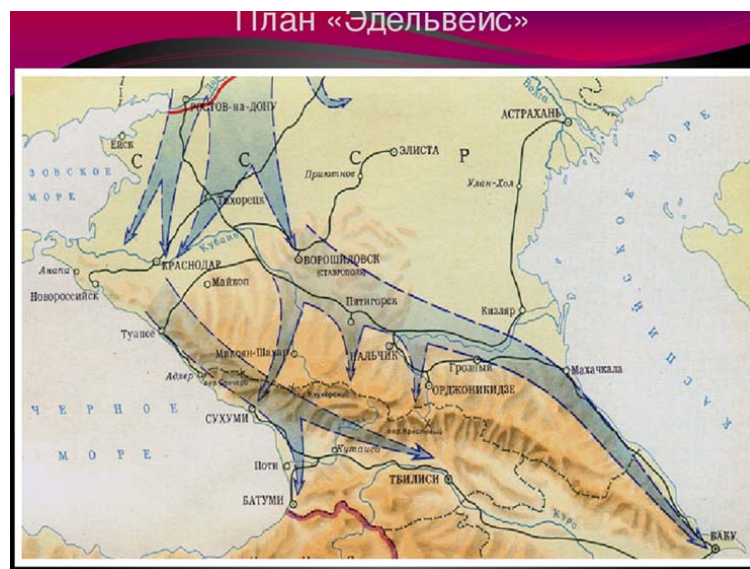 План «Эдельвейс»
РОСТОВ-на-ДОНУ
АСТРАХАНЬ
Ейск
С С С Р
ЭЛИСТА
ЗОВСКОЕ
МОРЕ
Приютное
Улан-Хол
Тихорецк
Кубань
КРАСНОДАР
ВОРОШИЛОВСК
(СТАВРОПОЛЬ)
Анапа
Новороссийск
Майкоп
Пятигорск
Кизляр
КАСПИЙСКОЕ МОРЕ
Туапсе
Микоян-Шахар
НАЛЬЧИК
Грозный
Махачкала
Адлер
ОРДЖОНИКИДЗЕ
ЧЕРНОЕ
МОРЕ
СУХУМИ
Кутаиси
Поти
ТБИЛИСИ
БАТУМИ
Кура
БАКУ